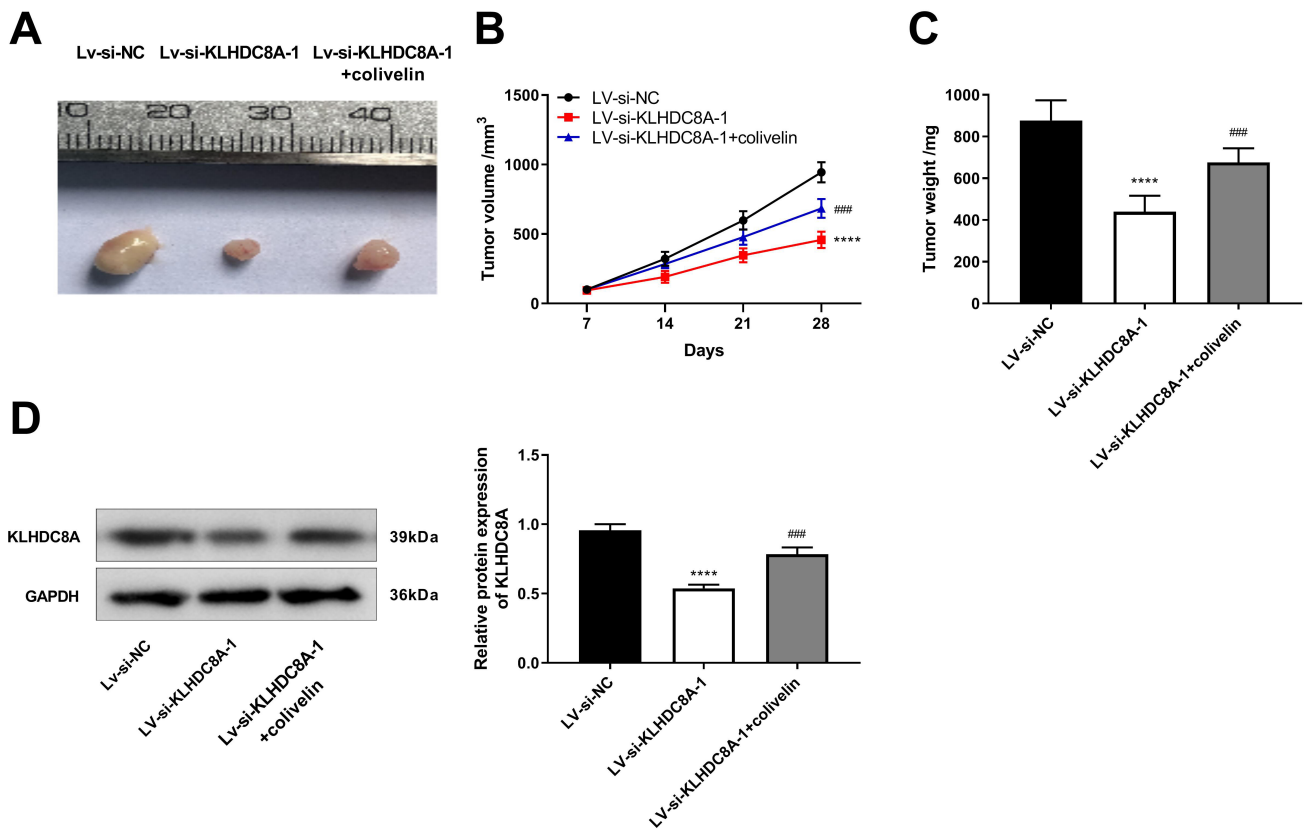 A
Lv-si-NC Lv-si-KLHDC8A-1 Lv-si-KLHDC8A-1
+colivelin
20 30 40
B
LV-si-NC
LV-si-KLHDC8A-1
LV-si-KLHDC8A-1+colivelin
Tumor volume /mm³
1500
1000
500
0
###
****
7 14 21 28
Days
C
Tumor weight /mg
1000
800
600
400
200
0
****
###
LV-si-NC
LV-si-KLHDC8A-1
LV-si-KLHDC8A-1+colivelin
D
KLHDC8A 39kDa
GAPDH 36kDa
Lv-si-NC
LV-si-KLHDC8A-1
Lv-si-KLHDC8A-1
+colivelin
Relative protein expression
of KLHDC8A
1.5
1.0
0.5
0.0
****
###
LV-si-NC
LV-si-KLHDC8A-1
LV-si-KLHDC8A-1+colivelin